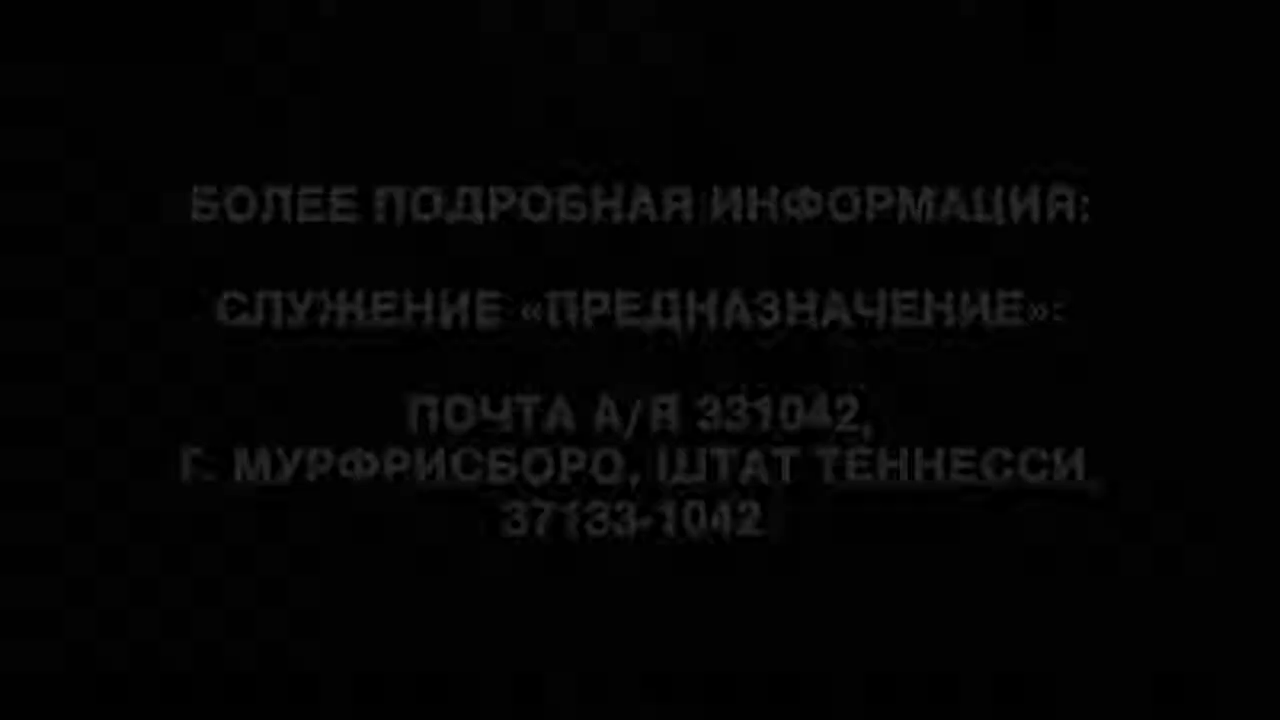 БОЛЕЕ ПОДРОБНАЯ ИНФОРМАЦИЯ:
СЛУЖЕНИЕ «ПРЕДНАЗНАЧЕНИЕ»:
ПОЧТА А/Я 331042,
Г. МУРФРИСБОРО, ШТАТ ТЕННЕССИ,
37133-1042